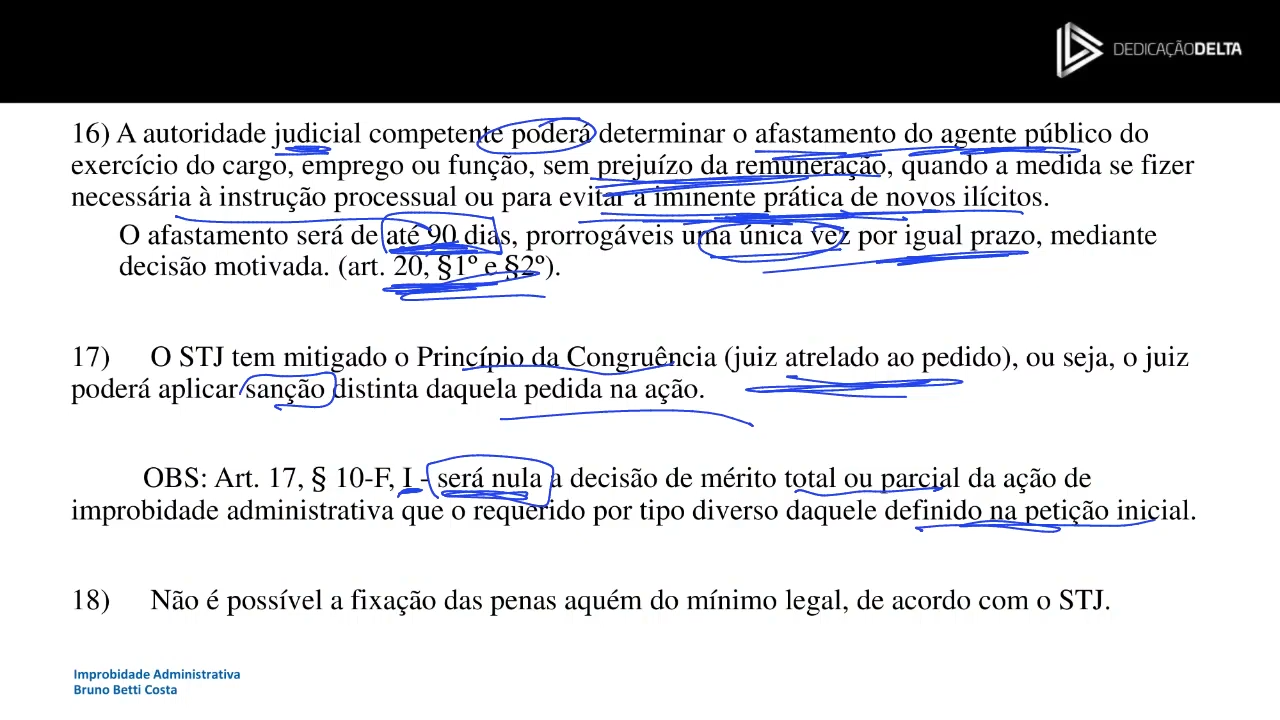 DEDICAÇÃODELTA
16) A autoridade judicial competente poderá determinar o afastamento do agente público do
exercício do cargo, emprego ou função, sem prejuízo da remuneração, quando a medida se fizer
necessária à instrução processual ou para evitar a iminente prática de novos ilícitos.
O afastamento será de até 90 dias, prorrogáveis uma única vez por igual prazo, mediante
decisão motivada. (art. 20, §1º e §2º).
17) O STJ tem mitigado o Princípio da Congruência (juiz atrelado ao pedido), ou seja, o juiz
poderá aplicar sanção distinta daquela pedida na ação.
OBS: Art. 17, § 10-F, I - será nula a decisão de mérito total ou parcial da ação de
improbidade administrativa que o requerido por tipo diverso daquele definido na petição inicial.
18) Não é possível a fixação das penas aquém do mínimo legal, de acordo com o STJ.
Improbidade Administrativa
Bruno Betti Costa